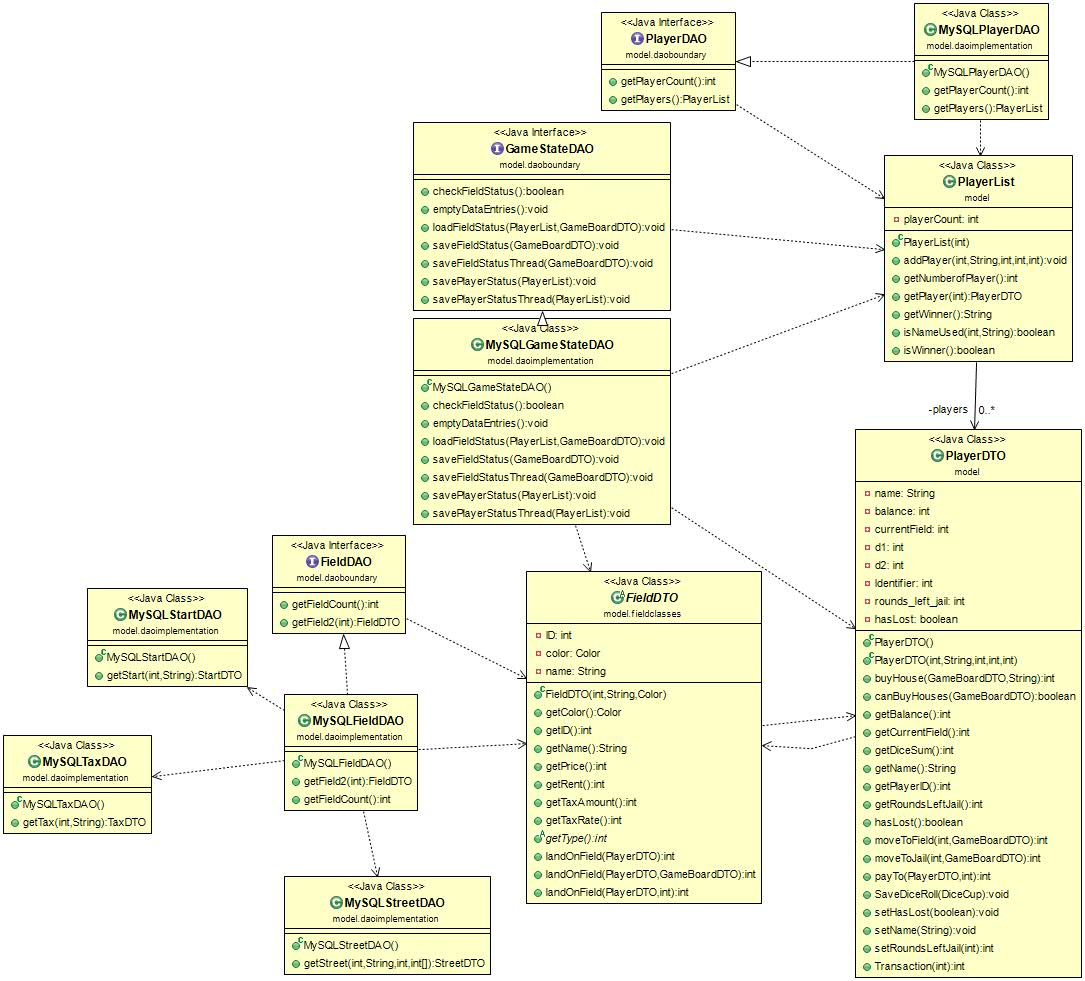 <<Java Interface>>
PlayerDAO
model.daoboundary
getPlayerCount():int
getPlayers():PlayerList
<<Java Class>>
MySQLPlayerDAO
model.daoimplementation
MySQLPlayerDAO()
getPlayerCount():int
getPlayers():PlayerList
<<Java Interface>>
GameStateDAO
model.daoboundary
checkFieldStatus():boolean
emptyDataEntries():void
loadFieldStatus(PlayerList,GameBoardDTO):void
saveFieldStatus(GameBoardDTO):void
saveFieldStatusThread(GameBoardDTO):void
savePlayerStatus(PlayerList):void
savePlayerStatusThread(PlayerList):void
<<Java Class>>
PlayerList
model
playerCount: int
PlayerList(int)
addPlayer(int,String,int,int,int):void
getNumberofPlayer():int
getPlayer(int):PlayerDTO
getWinner():String
isNameUsed(int,String):boolean
isWinner():boolean
<<Java Class>>
MySQLGameStateDAO
model.daoimplementation
MySQLGameStateDAO()
checkFieldStatus():boolean
emptyDataEntries():void
loadFieldStatus(PlayerList,GameBoardDTO):void
saveFieldStatus(GameBoardDTO):void
saveFieldStatusThread(GameBoardDTO):void
savePlayerStatus(PlayerList):void
savePlayerStatusThread(PlayerList):void
-players 0..*
<<Java Class>>
PlayerDTO
model
name: String
balance: int
currentField: int
d1: int
d2: int
Identifier: int
rounds_left_jail: int
hasLost: boolean
PlayerDTO()
PlayerDTO(int,String,int,int,int)
buyHouse(GameBoardDTO,String):int
canBuyHouses(GameBoardDTO):boolean
getBalance():int
getCurrentField():int
getDiceSum():int
getName():String
getPlayerID():int
getRoundsLeftJail():int
hasLost():boolean
moveToField(int,GameBoardDTO):int
moveToJail(int,GameBoardDTO):int
payTo(PlayerDTO,int):int
SaveDiceRoll(DiceCup):void
setHasLost(boolean):void
setName(String):void
setRoundsLeftJail(int):int
Transaction(int):int
<<Java Interface>>
FieldDAO
model.daoboundary
getFieldCount():int
getField2(int):FieldDTO
<<Java Class>>
FieldDTO
model.fieldclasses
ID: int
color: Color
name: String
FieldDTO(int,String,Color)
getColor():Color
getID():int
getName():String
getPrice():int
getRent():int
getTaxAmount():int
getTaxRate():int
getType():int
landOnField(PlayerDTO):int
landOnField(PlayerDTO,GameBoardDTO):int
landOnField(PlayerDTO,int):int
<<Java Class>>
MySQLStartDAO
model.daoimplementation
MySQLStartDAO()
getStart(int,String):StartDTO
<<Java Class>>
MySQLFieldDAO
model.daoimplementation
MySQLFieldDAO()
getField2(int):FieldDTO
getFieldCount():int
<<Java Class>>
MySQLTaxDAO
model.daoimplementation
MySQLTaxDAO()
getTax(int,String):TaxDTO
<<Java Class>>
MySQLStreetDAO
model.daoimplementation
MySQLStreetDAO()
getStreet(int,String,int,int[]):StreetDTO